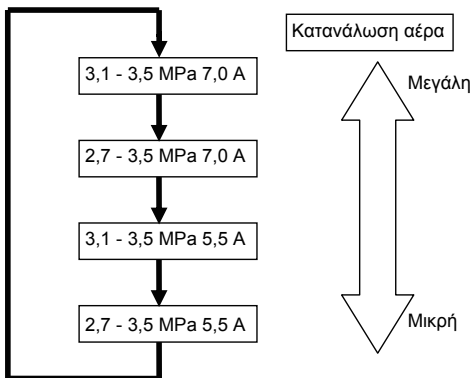 Κατανάλωση αέρα
3,1 - 3,5 MPa 7,0 A
Μεγάλη
2,7 - 3,5 MPa 7,0 A
3,1 - 3,5 MPa 5,5 A
2,7 - 3,5 MPa 5,5 A
Μικρή